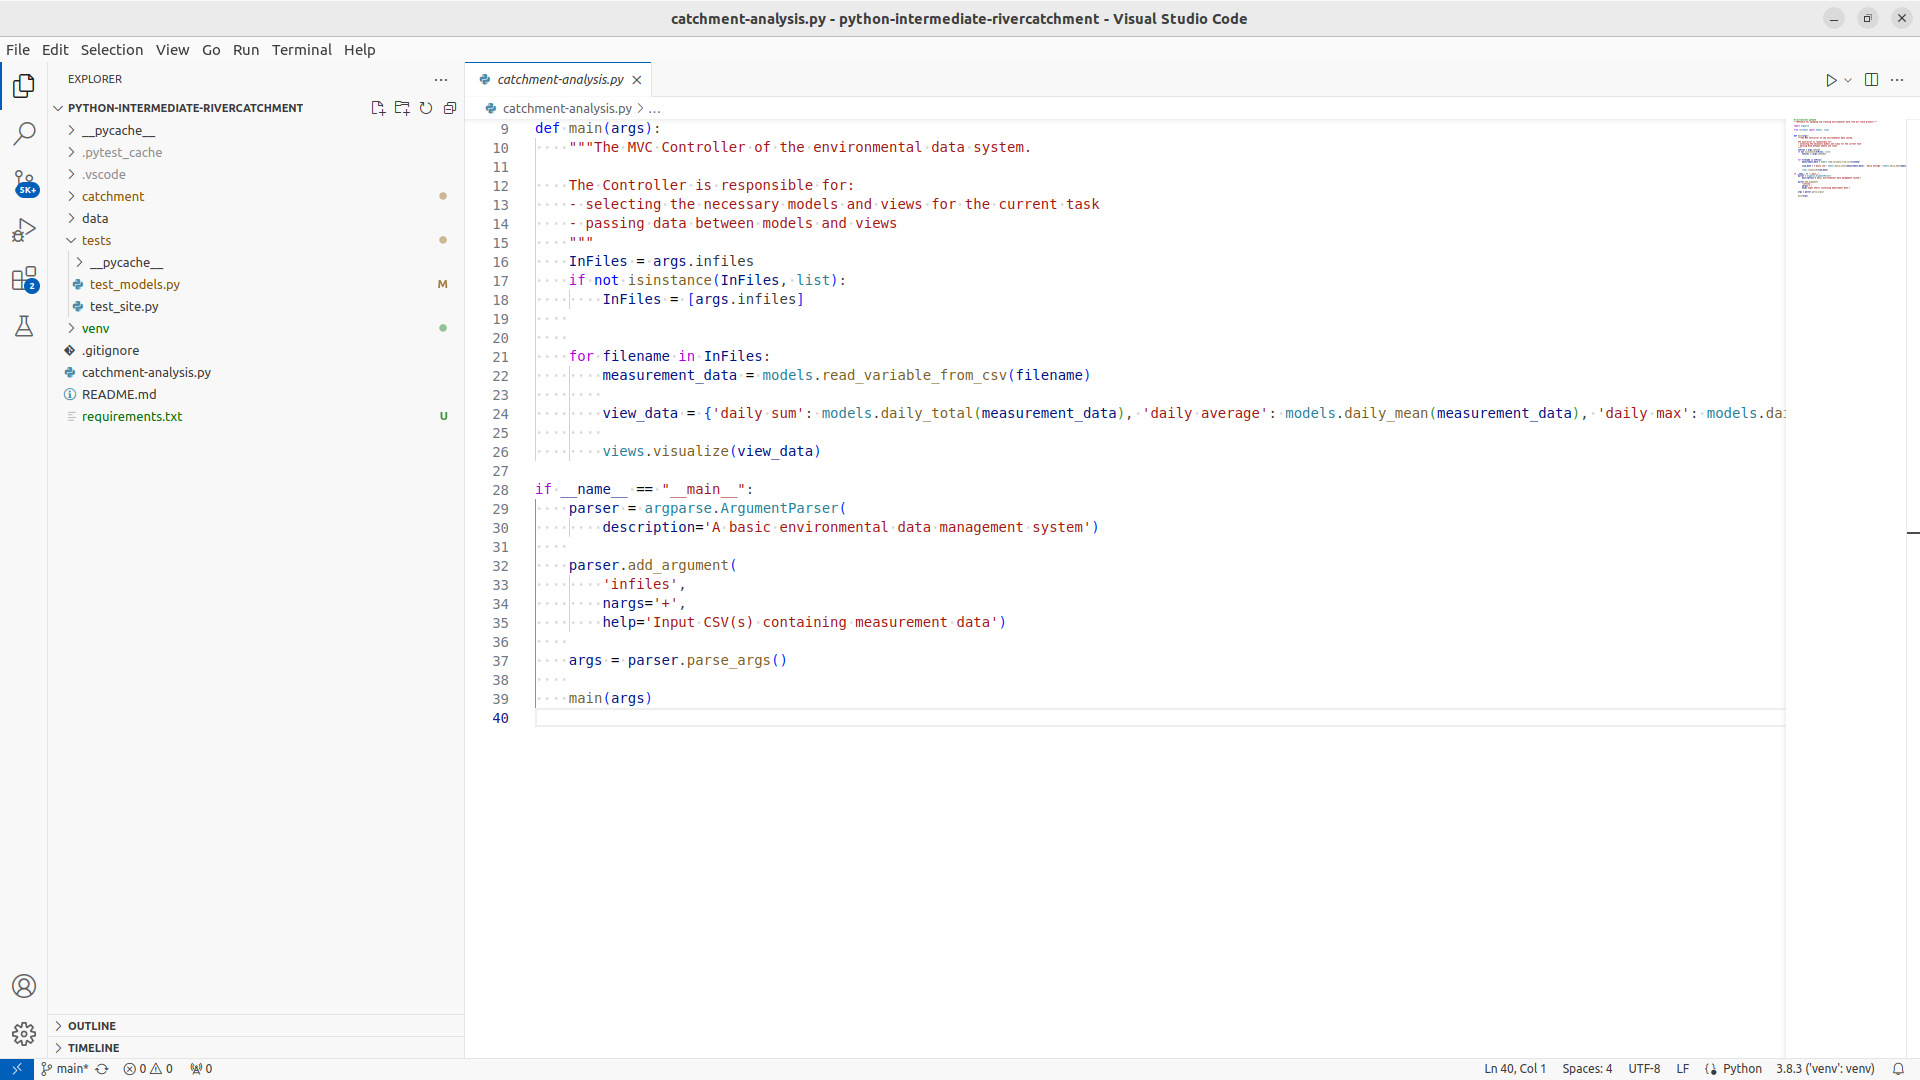 catchment-analysis.py - python-intermediate-rivercatchment - Visual Studio Code
File Edit Selection View Go Run Terminal Help
EXPLORER
PYTHON-INTERMEDIATE-RIVERCATCHMENT
__pycache__
.pytest_cache
.vscode
catchment
data
tests
__pycache__
test_models.py M
test_site.py
venv
.gitignore
catchment-analysis.py
README.md
requirements.txt U
5K+
2
OUTLINE
TIMELINE
catchment-analysis.py
catchment-analysis.py > ...
9 def main(args):
10 """The MVC Controller of the environmental data system.
11
12 The Controller is responsible for:
13 - selecting the necessary models and views for the current task
14 - passing data between models and views
15 """
16 InFiles = args.infiles
17 if not isinstance(InFiles, list):
18 InFiles = [args.infiles]
19
20
21 for filename in InFiles:
22 measurement_data = models.read_variable_from_csv(filename)
23
24 view_data = {'daily sum': models.daily_total(measurement_data), 'daily average': models.daily_mean(measurement_data), 'daily max': models.dai
25
26 views.visualize(view_data)
27
28 if __name__ == "__main__":
29 parser = argparse.ArgumentParser(
30 description='A basic environmental data management system')
31
32 parser.add_argument(
33 'infiles',
34 nargs='+',
35 help='Input CSV(s) containing measurement data')
36
37 args = parser.parse_args()
38
39 main(args)
40
main* 0 0 0 Ln 40, Col 1 Spaces: 4 UTF-8 LF Python 3.8.3 ('venv': venv)